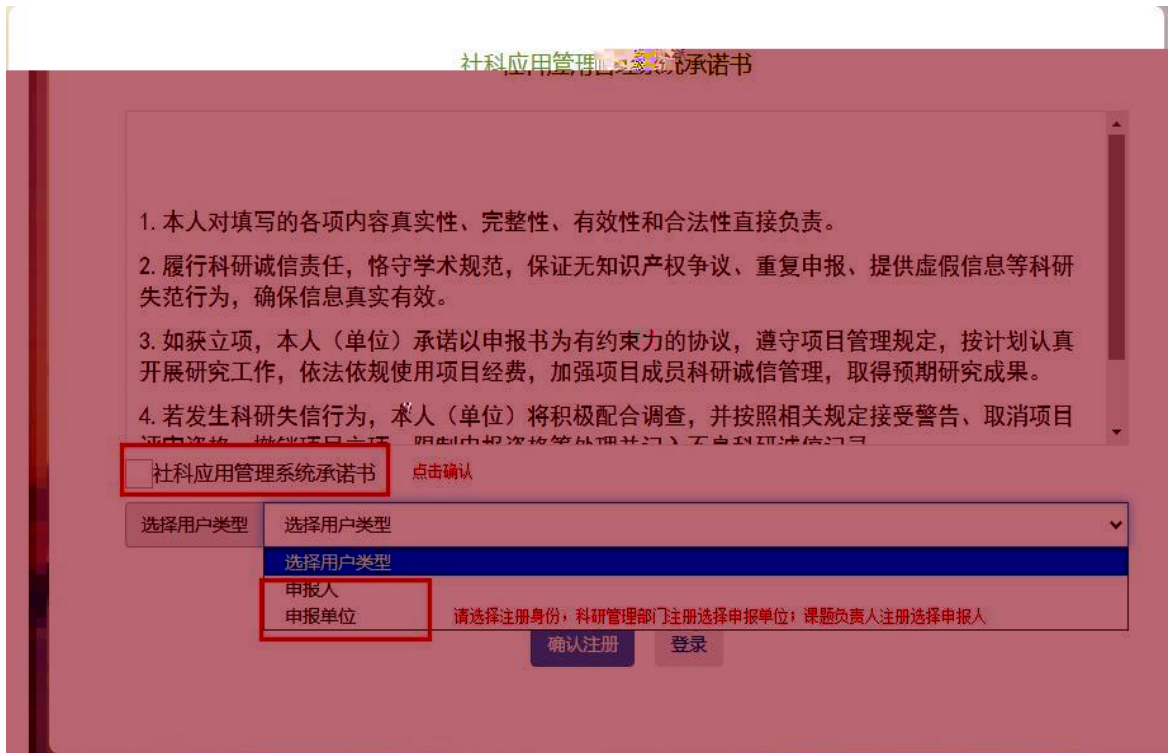 社科应用管理系统承诺书
1. 本人对填写的各项内容真实性、完整性、有效性和合法性直接负责。
2. 履行科研诚信责任，恪守学术规范，保证无知识产权争议、重复申报、提供虚假信息等科研
失范行为，确保信息真实有效。
3. 如获立项，本人（单位）承诺以申报书为有约束力的协议，遵守项目管理规定，按计划认真
开展研究工作，依法依规使用项目经费，加强项目成员科研诚信管理，取得预期研究成果。
4. 若发生科研失信行为，本人（单位）将积极配合调查，并按照相关规定接受警告、取消项目
社科应用管理系统承诺书 点击确认
选择用户类型 选择用户类型
选择用户类型
申报人
申报单位 请选择注册身份，科研管理部门注册选择申报单位；课题负责人注册选择申报人
确认注册 登录